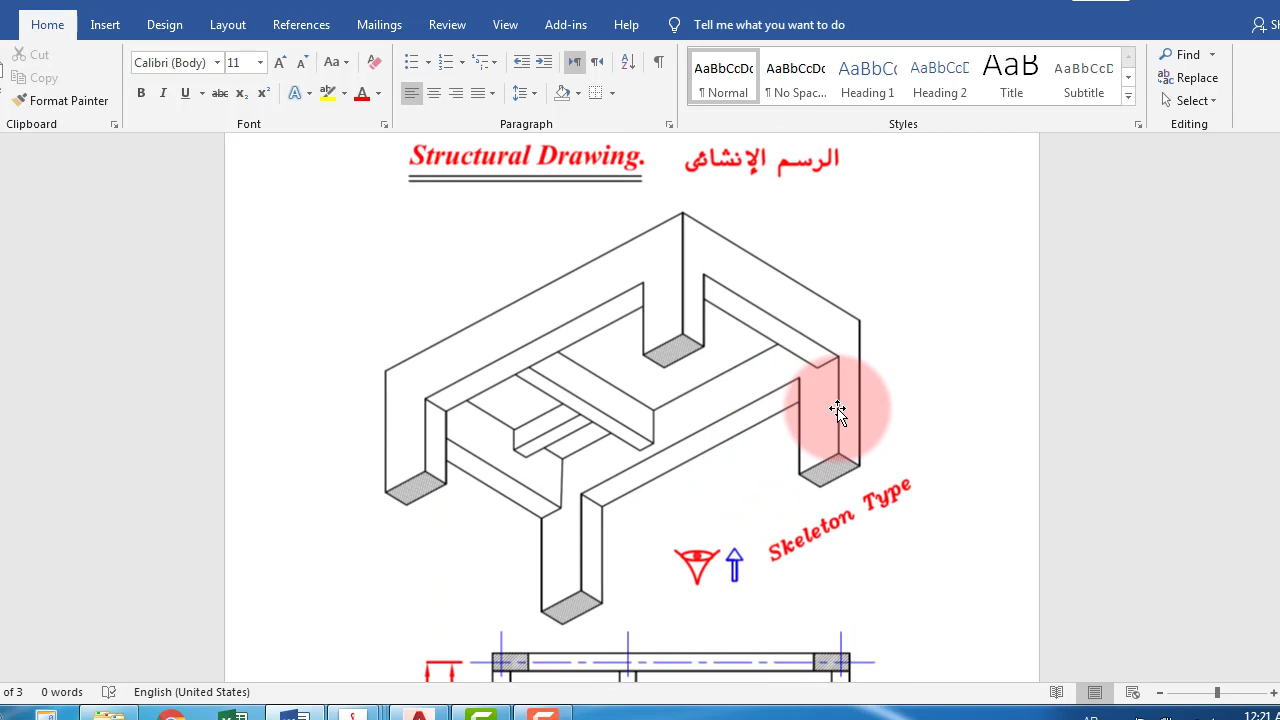 Home Insert Design Layout References Mailings Review View Add-ins Help Tell me what you want to do
Cut
Copy
Format Painter
Clipboard
Calibri (Body) 11
Font
Paragraph
AaBbCcDc AaBbCcDc AaBbCc AaBbCcD AaB AaBbCcD
¶ Normal ¶ No Spac... Heading 1 Heading 2 Title Subtitle
Styles
Find
Replace
Select
Editing
Structural Drawing. الرسم الإنشائى
Skeleton Type
of 3 0 words English (United States)
12:21